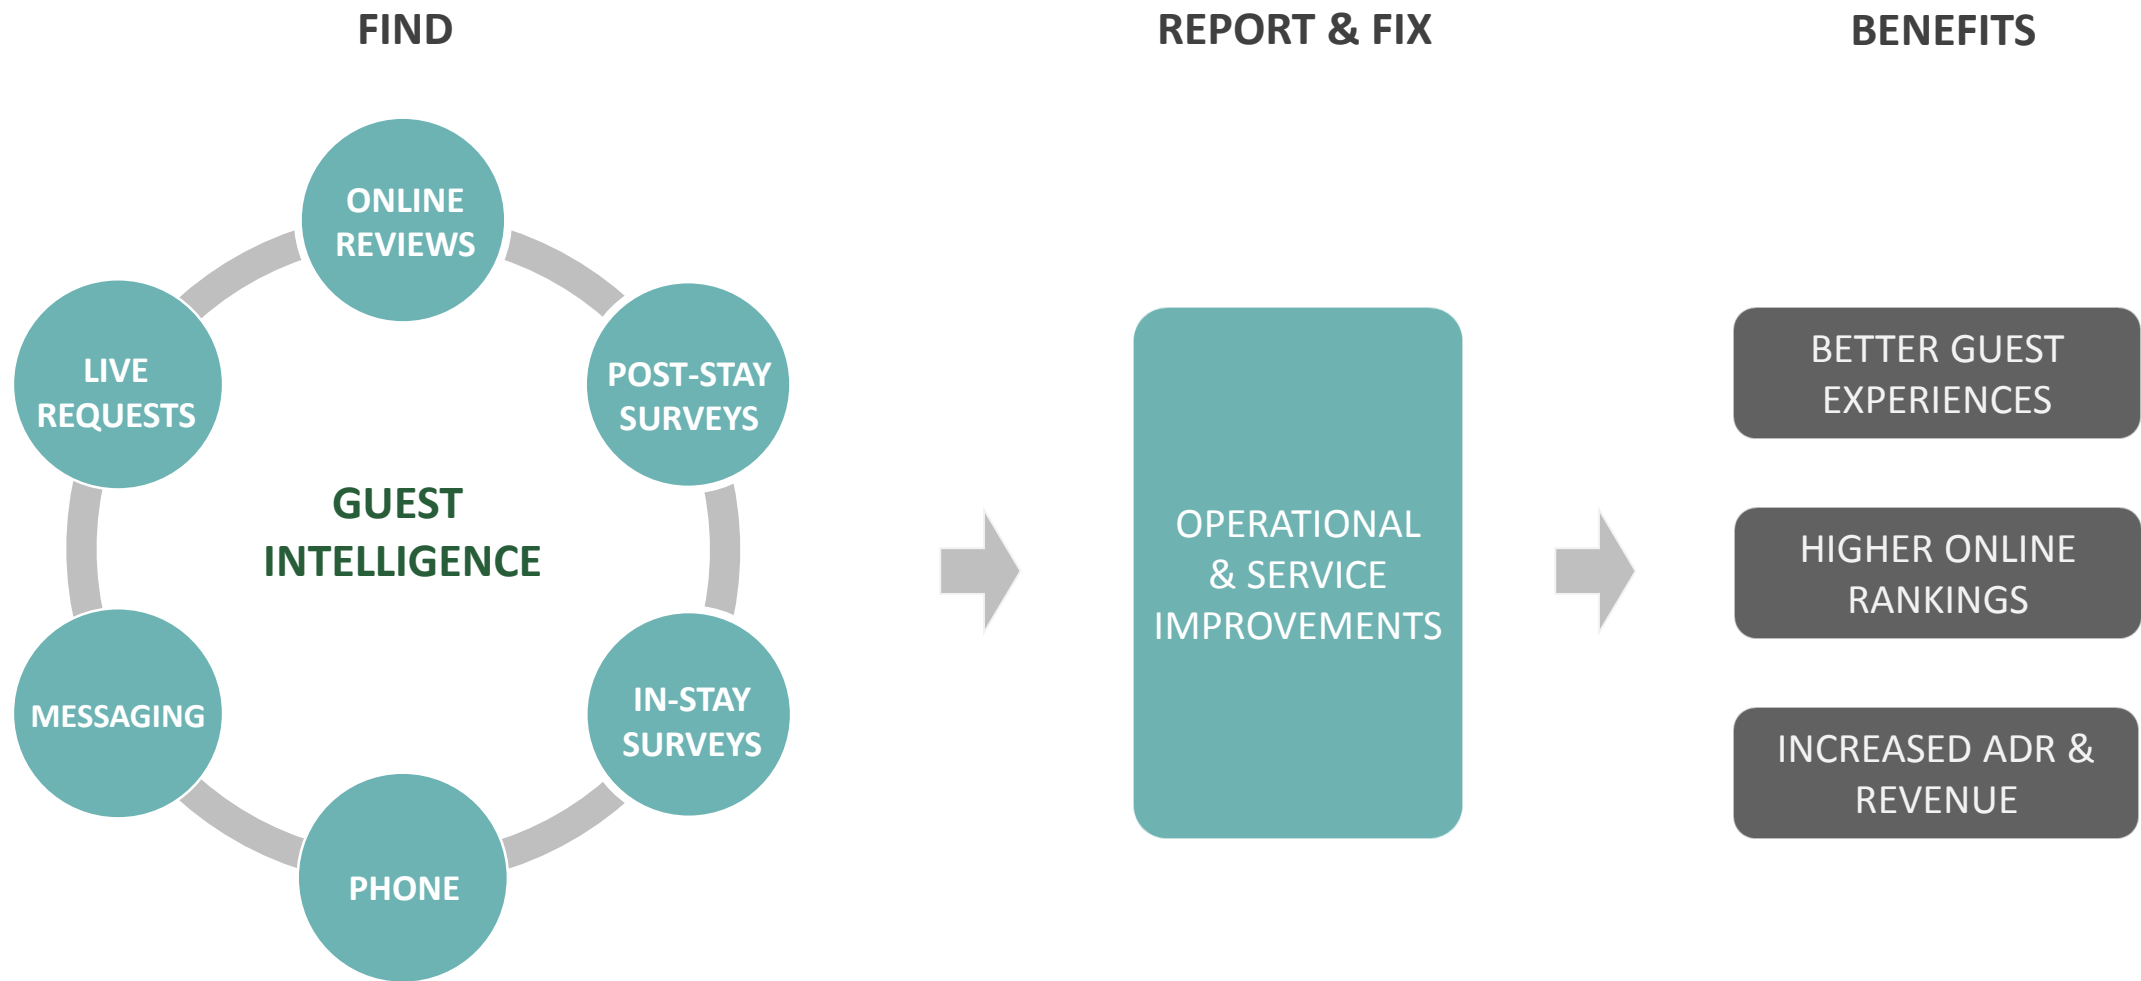 FIND
REPORT & FIX
BENEFITS
ONLINE
REVIEWS
POST-STAY
SURVEYS
IN-STAY
SURVEYS
PHONE
MESSAGING
LIVE
REQUESTS
GUEST
INTELLIGENCE
OPERATIONAL
& SERVICE
IMPROVEMENTS
BETTER GUEST
EXPERIENCES
HIGHER ONLINE
RANKINGS
INCREASED ADR &
REVENUE